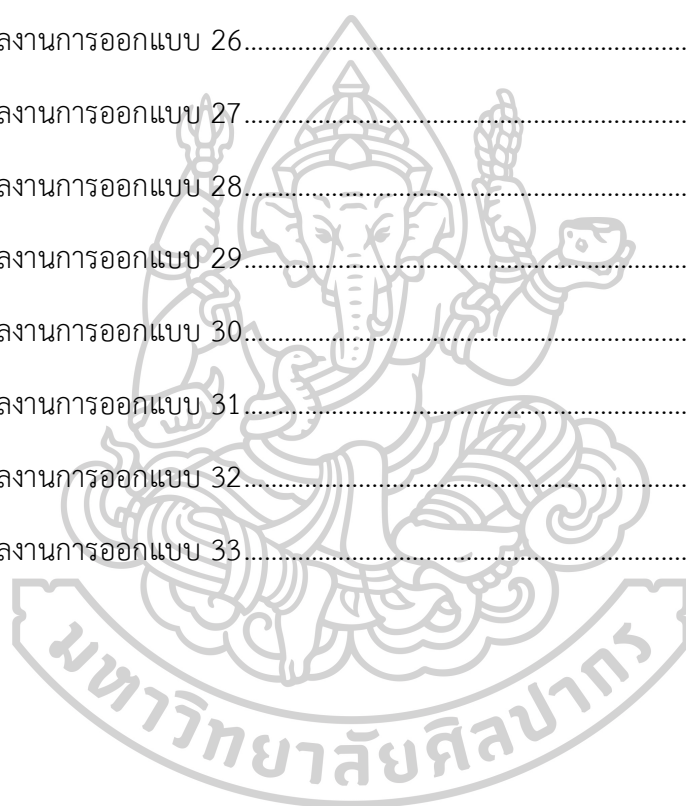 ลงานการออกแบบ 26
ลงานการออกแบบ 27
ลงานการออกแบบ 28
ลงานการออกแบบ 29
ลงานการออกแบบ 30
ลงานการออกแบบ 31
ลงานการออกแบบ 32
ลงานการออกแบบ 33
มหาวิทยาลัยศิลปากร